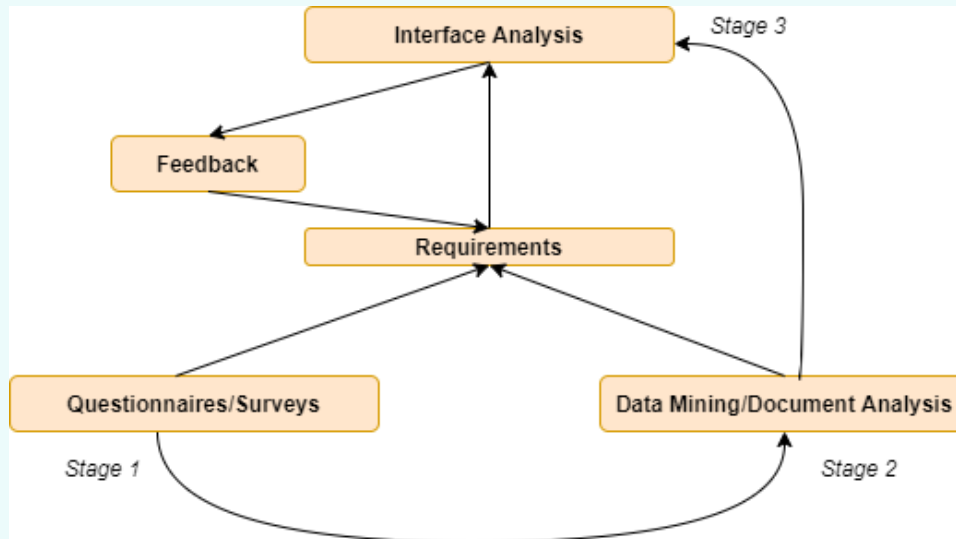 Interface Analysis
Stage 3
Feedback
Requirements
Questionnaires/Surveys
Data Mining/Document Analysis
Stage 1
Stage 2